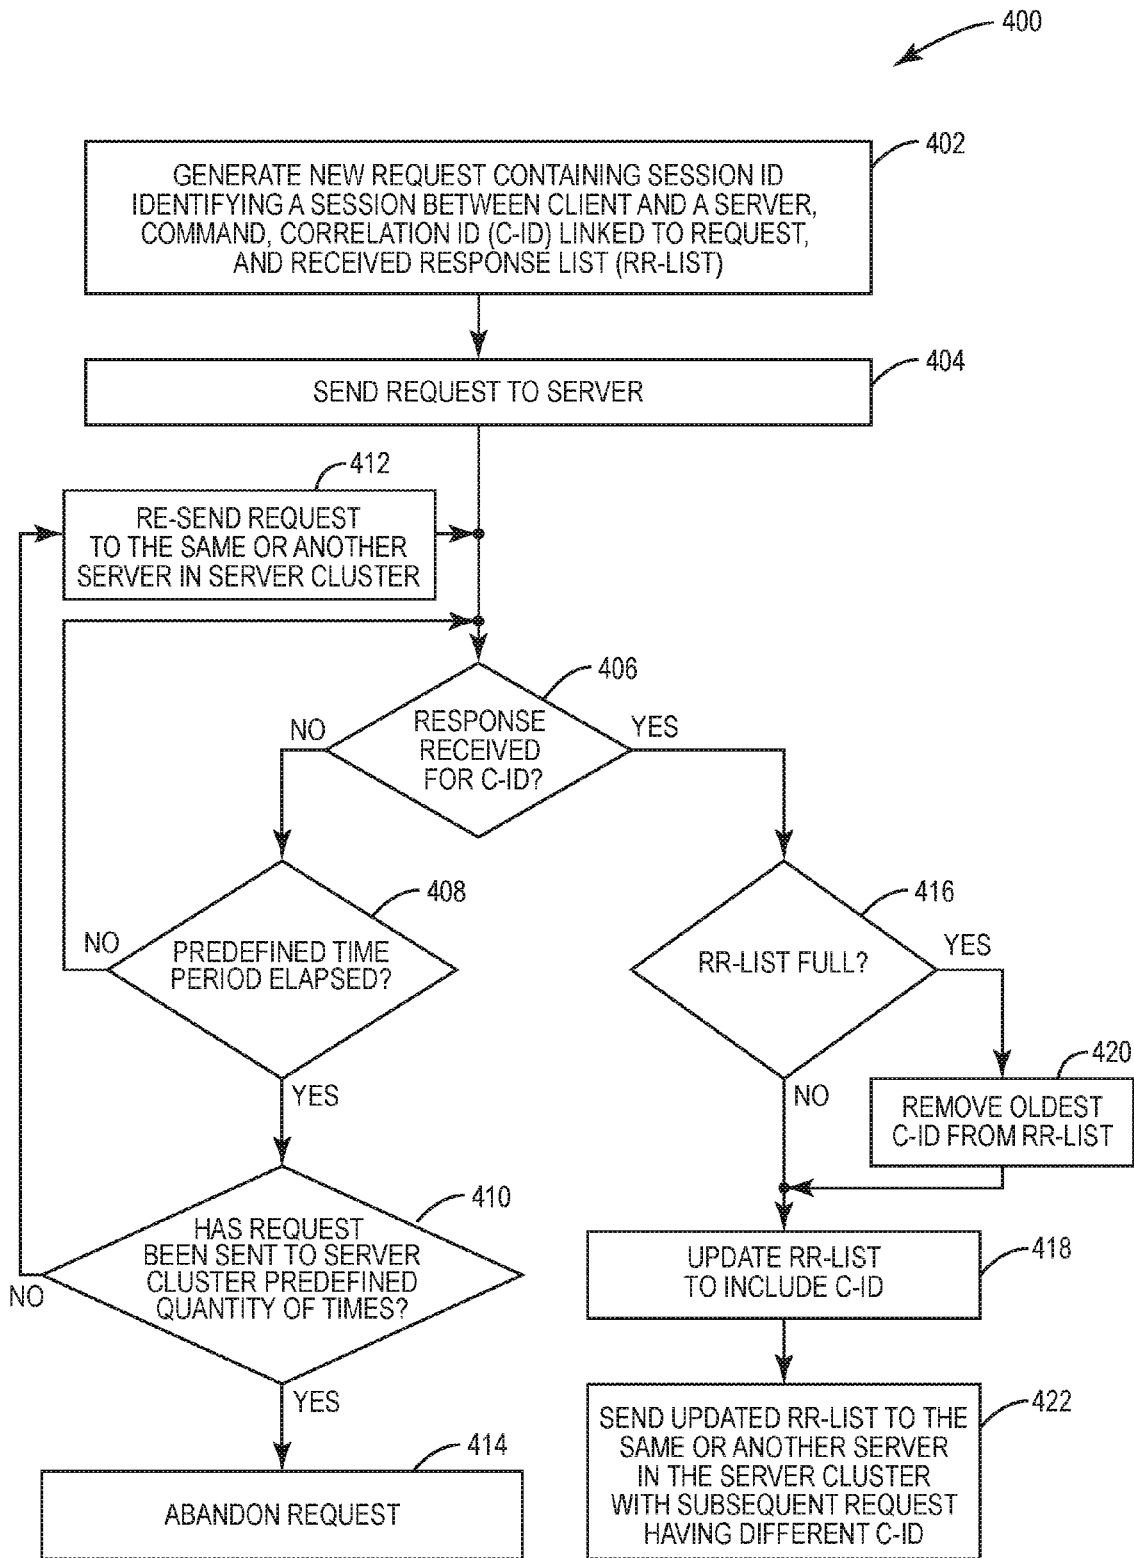 400
402
GENERATE NEW REQUEST CONTAINING SESSION ID
IDENTIFYING A SESSION BETWEEN CLIENT AND A SERVER,
COMMAND, CORRELATION ID (C-ID) LINKED TO REQUEST,
AND RECEIVED RESPONSE LIST (RR-LIST)
404
SEND REQUEST TO SERVER
412
RE-SEND REQUEST
TO THE SAME OR ANOTHER
SERVER IN SERVER CLUSTER
406
RESPONSE
RECEIVED
FOR C-ID?
NO
YES
408
PREDEFINED TIME
PERIOD ELAPSED?
NO
YES
416
RR-LIST FULL?
YES
NO
420
REMOVE OLDEST
C-ID FROM RR-LIST
410
HAS REQUEST
BEEN SENT TO SERVER
CLUSTER PREDEFINED
QUANTITY OF TIMES?
NO
YES
418
UPDATE RR-LIST
TO INCLUDE C-ID
414
ABANDON REQUEST
422
SEND UPDATED RR-LIST TO THE
SAME OR ANOTHER SERVER
IN THE SERVER CLUSTER
WITH SUBSEQUENT REQUEST
HAVING DIFFERENT C-ID